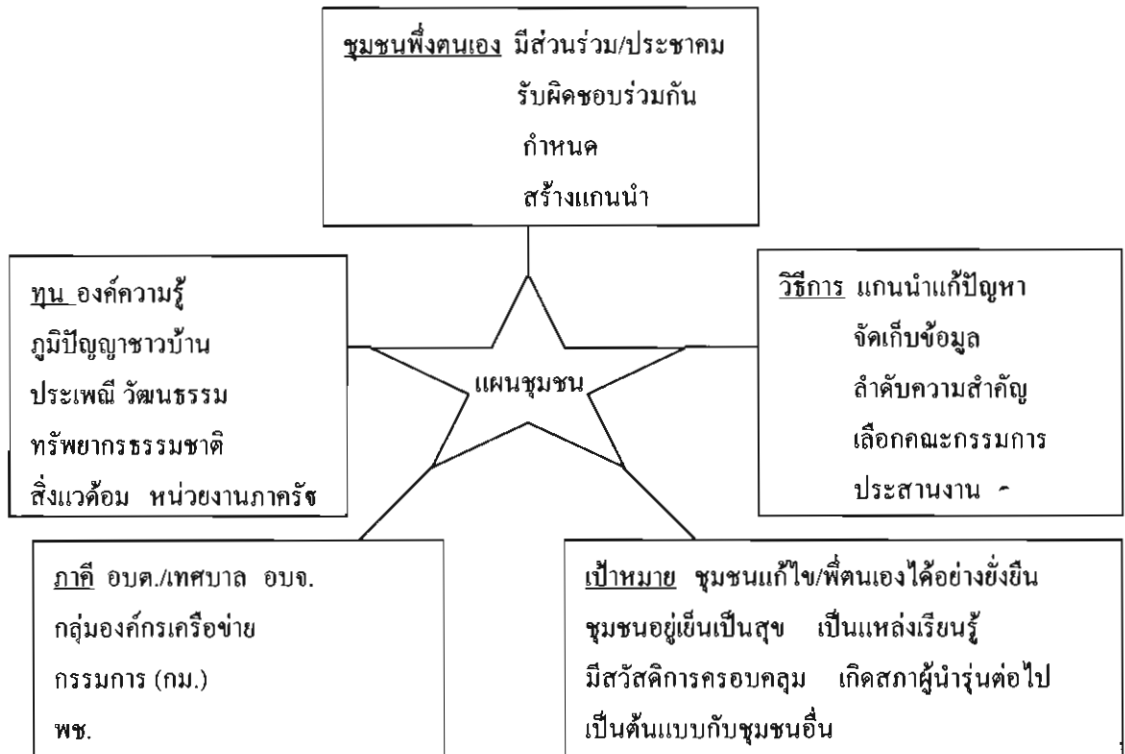 ชุมชนพึ่งตนเอง มีส่วนร่วม/ประชาคม
รับผิดชอบร่วมกัน
กำหนด
สร้างแกนนำ
ทุน องค์ความรู้
ภูมิปัญญาชาวบ้าน
ประเพณี วัฒนธรรม
ทรัพยากรธรรมชาติ
สิ่งแวดล้อม หน่วยงานภาครัฐ
แผนชุมชน
วิธีการ แกนนำแก้ปัญหา
จัดเก็บข้อมูล
ลำดับความสำคัญ
เลือกคณะกรรมการ
ประสานงาน
ภาคี อบต./เทศบาล อบจ.
กลุ่มองค์กรเครือข่าย
กรรมการ (กม.)
พช.
เป้าหมาย ชุมชนแก้ไข/พึ่ตนเองได้อย่างยั่งยืน
ชุมชนอยู่เย็นเป็นสุข เป็นแหล่งเรียนรู้
มีสวัสดิการครอบคลุม เกิดสภาผู้นำรุ่นต่อไป
เป็นต้นแบบกับชุมชนอื่น